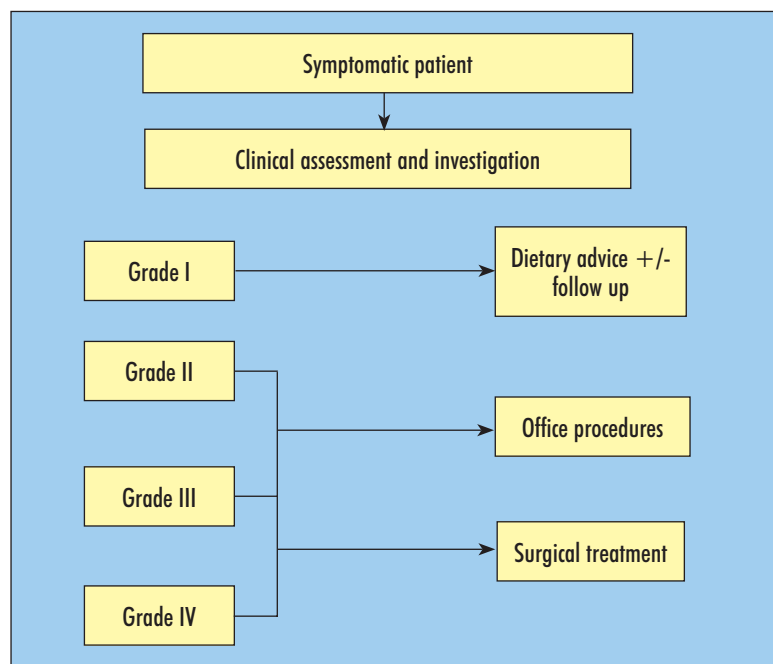 Symptomatic patient
Clinical assessment and investigation
Grade I
Dietary advice +/-
follow up
Grade II
Office procedures
Grade III
Surgical treatment
Grade IV